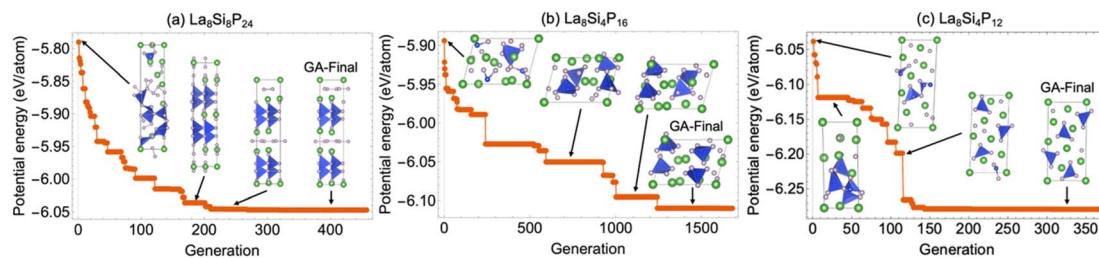 (a) La8Si8P24
Potential energy (eV/atom)
−5.80
−5.85
−5.90
−5.95
−6.00
−6.05
GA-Final
0 100 200 300 400
Generation
(b) La8Si4P16
Potential energy (eV/atom)
−5.90
−5.95
−6.00
−6.05
−6.10
GA-Final
0 500 1000 1500
Generation
(c) La8Si4P12
Potential energy (eV/atom)
−6.05
−6.10
−6.15
−6.20
−6.25
GA-Final
0 50 100 150 200 250 300 350
Generation